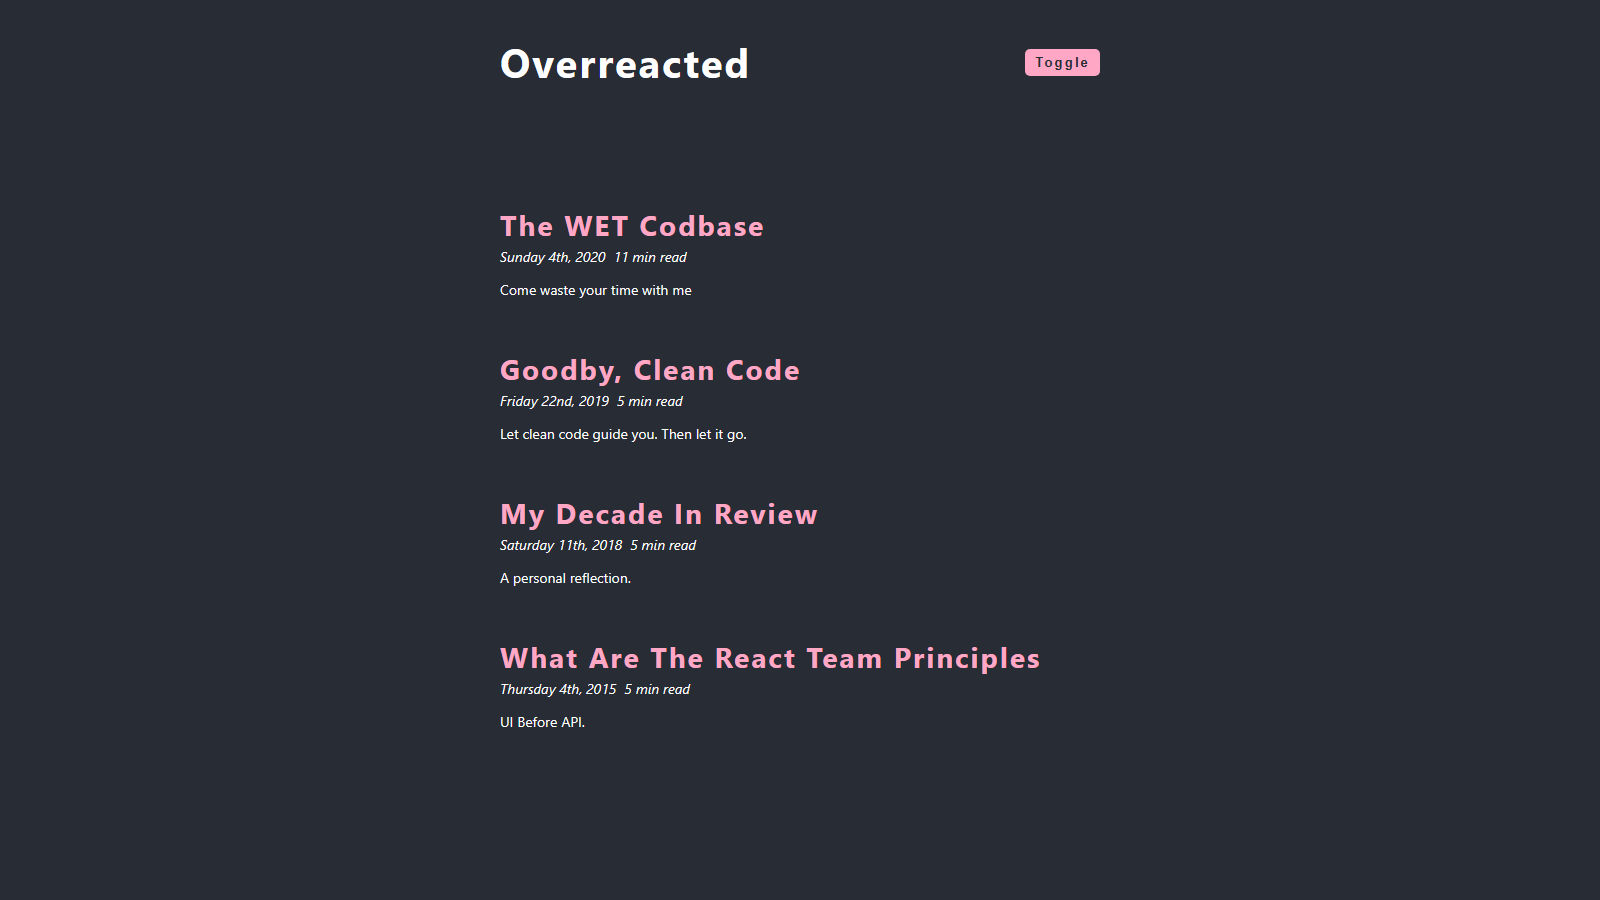 Overreacted
Toggle
The WET Codbase
Sunday 4th, 2020 11 min read
Come waste your time with me
Goodby, Clean Code
Friday 22nd, 2019 5 min read
Let clean code guide you. Then let it go.
My Decade In Review
Saturday 11th, 2018 5 min read
A personal reflection.
What Are The React Team Principles
Thursday 4th, 2015 5 min read
UI Before API.